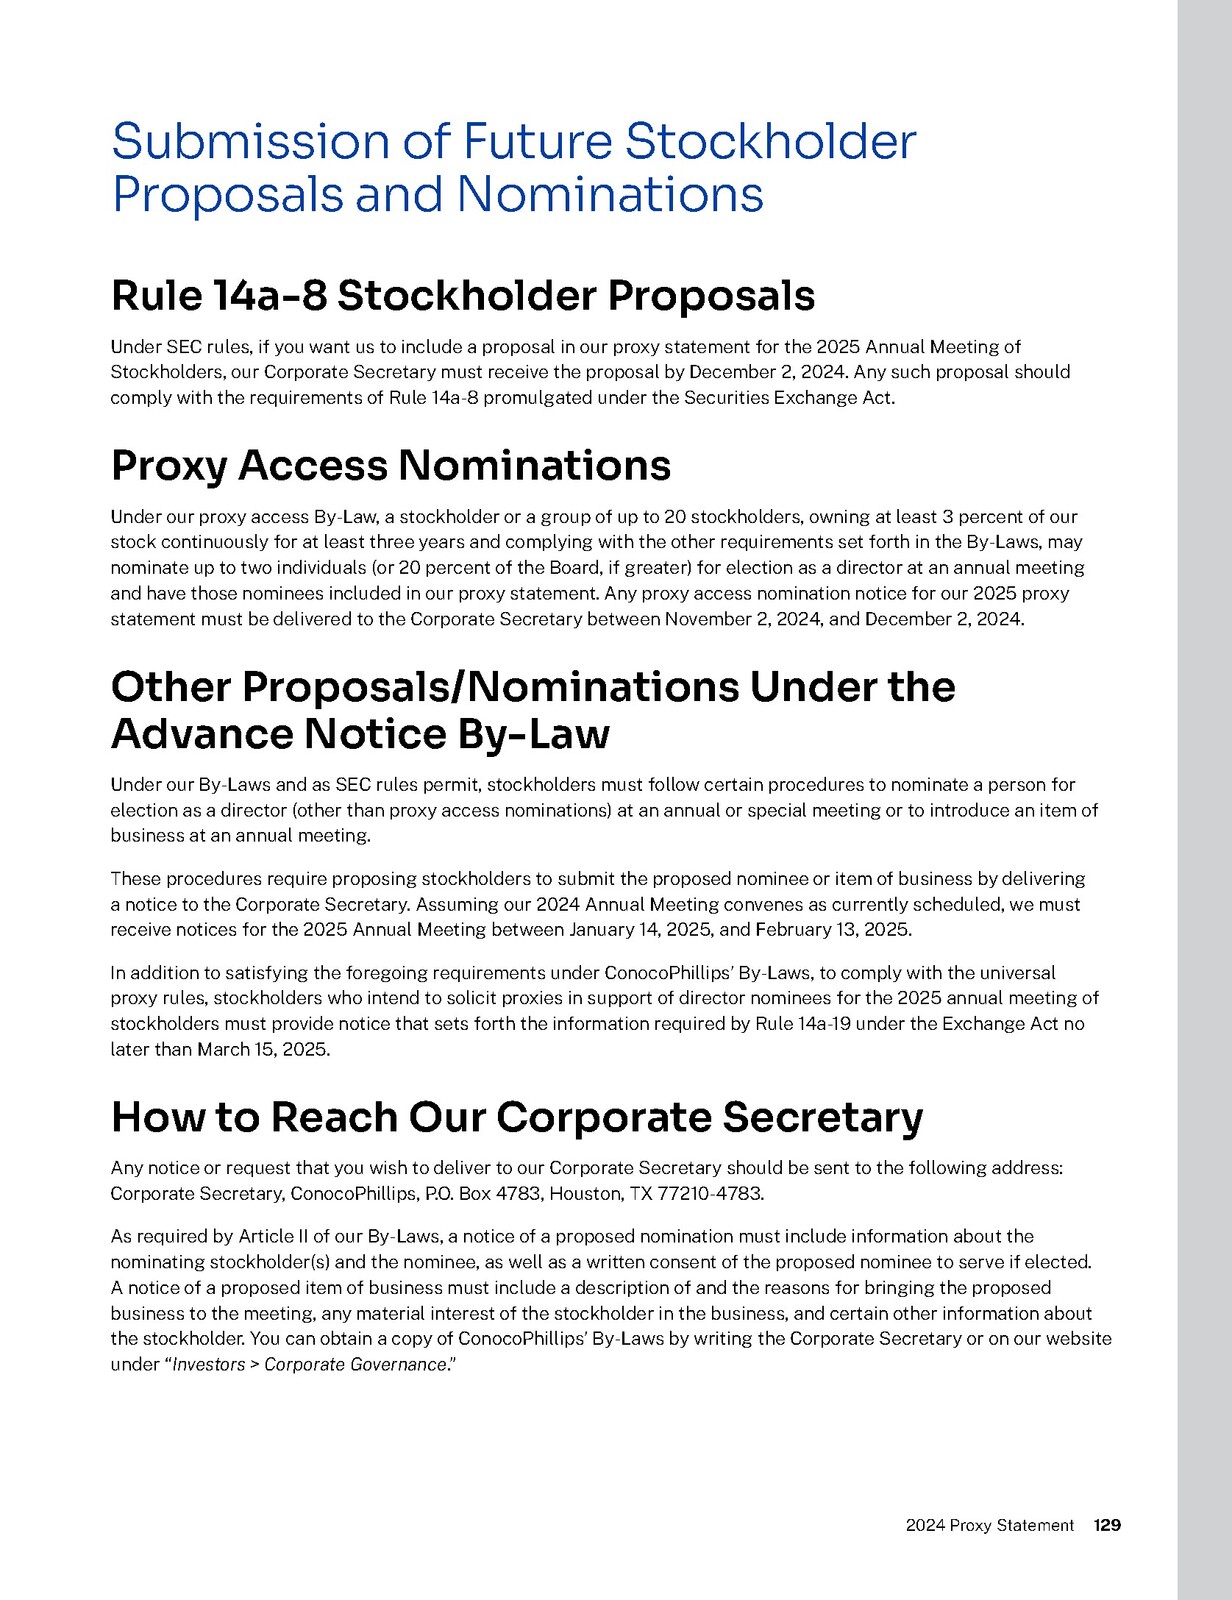 Submission of Future Stockholder
Proposals and Nominations
Rule 14a-8 Stockholder Proposals
Under SEC rules, if you want us to include a proposal in our proxy statement for the 2025 Annual Meeting of
Stockholders, our Corporate Secretary must receive the proposal by December 2, 2024. Any such proposal should
comply with the requirements of Rule 14a-8 promulgated under the Securities Exchange Act.
Proxy Access Nominations
Under our proxy access By-Law, a stockholder or a group of up to 20 stockholders, owning at least 3 percent of our
stock continuously for at least three years and complying with the other requirements set forth in the By-Laws, may
nominate up to two individuals (or 20 percent of the Board, if greater) for election as a director at an annual meeting
and have those nominees included in our proxy statement. Any proxy access nomination notice for our 2025 proxy
statement must be delivered to the Corporate Secretary between November 2, 2024, and December 2, 2024.
Other Proposals/Nominations Under the
Advance Notice By-Law
Under our By-Laws and as SEC rules permit, stockholders must follow certain procedures to nominate a person for
election as a director (other than proxy access nominations) at an annual or special meeting or to introduce an item of
business at an annual meeting.
These procedures require proposing stockholders to submit the proposed nominee or item of business by delivering
a notice to the Corporate Secretary. Assuming our 2024 Annual Meeting convenes as currently scheduled, we must
receive notices for the 2025 Annual Meeting between January 14, 2025, and February 13, 2025.
In addition to satisfying the foregoing requirements under ConocoPhillips’ By-Laws, to comply with the universal
proxy rules, stockholders who intend to solicit proxies in support of director nominees for the 2025 annual meeting of
stockholders must provide notice that sets forth the information required by Rule 14a-19 under the Exchange Act no
later than March 15, 2025.
How to Reach Our Corporate Secretary
Any notice or request that you wish to deliver to our Corporate Secretary should be sent to the following address:
Corporate Secretary, ConocoPhillips, P.O. Box 4783, Houston, TX 77210-4783.
As required by Article II of our By-Laws, a notice of a proposed nomination must include information about the
nominating stockholder(s) and the nominee, as well as a written consent of the proposed nominee to serve if elected.
A notice of a proposed item of business must include a description of and the reasons for bringing the proposed
business to the meeting, any material interest of the stockholder in the business, and certain other information about
the stockholder. You can obtain a copy of ConocoPhillips’ By-Laws by writing the Corporate Secretary or on our website
under “Investors > Corporate Governance.”
2024 Proxy Statement 129